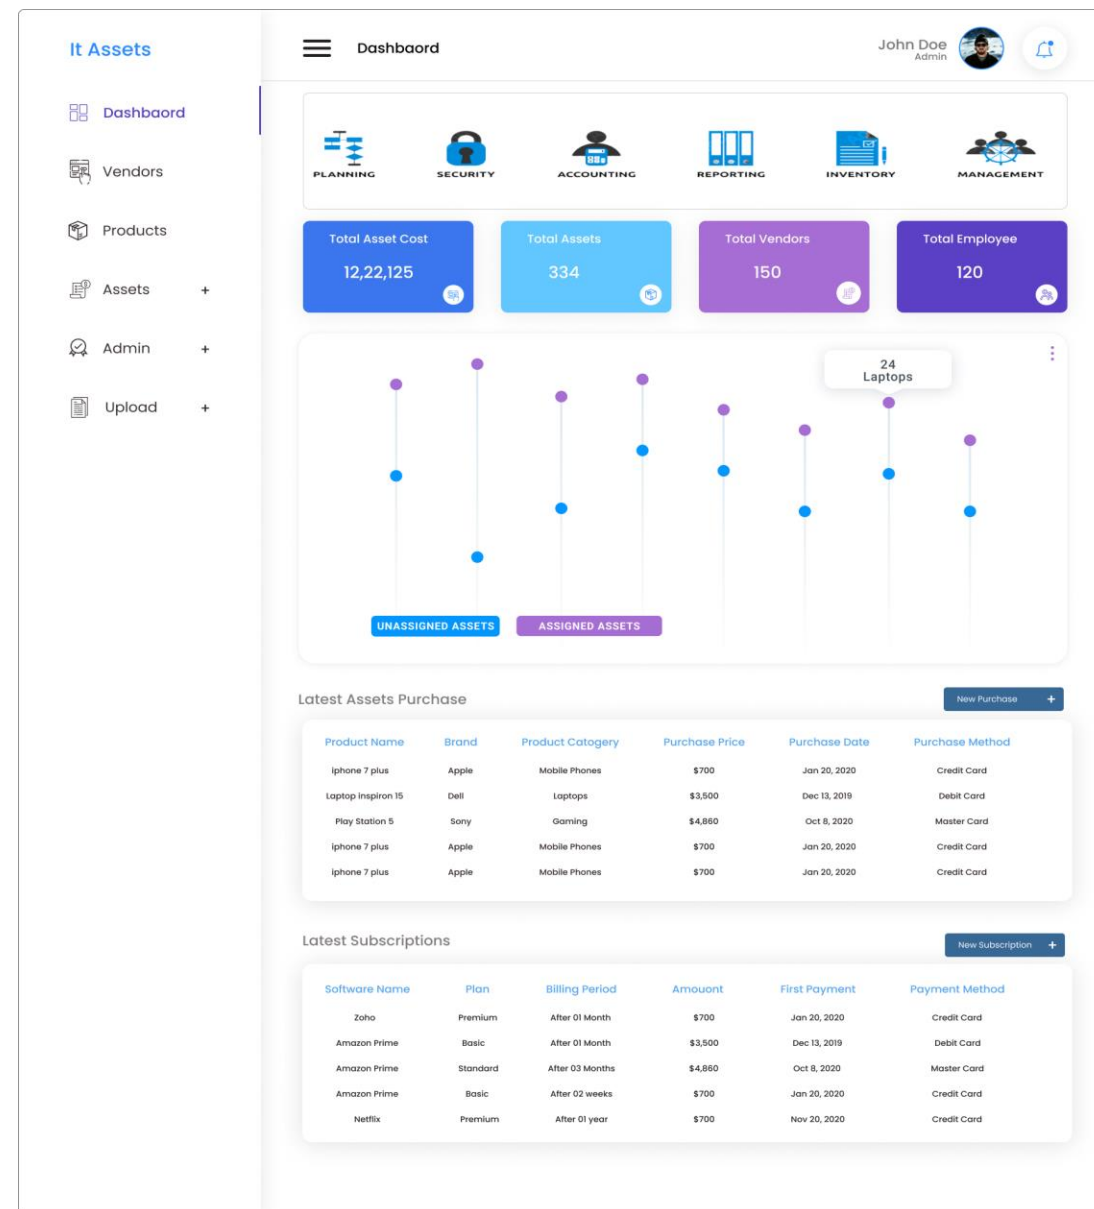 It Assets
Dashbaord
John Doe
Admin
Dashbaord
Vendors
Products
Assets +
Admin +
Upload +
PLANNING SECURITY ACCOUNTING REPORTING INVENTORY MANAGEMENT
Total Asset Cost Total Assets Total Vendors Total Employee
12,22,125 334 150 120
24
Laptops
UNASSIGNED ASSETS ASSIGNED ASSETS
Latest Assets Purchase New Purchase +
Product Name Brand Product Catogery Purchase Price Purchase Date Purchase Method
iphone 7 plus Apple Mobile Phones $700 Jan 20, 2020 Credit Card
Laptop inspiron 15 Dell Laptops $3,500 Dec 13, 2019 Debit Card
Play Station 5 Sony Gaming $4,860 Oct 8, 2020 Master Card
iphone 7 plus Apple Mobile Phones $700 Jan 20, 2020 Credit Card
iphone 7 plus Apple Mobile Phones $700 Jan 20, 2020 Credit Card
Latest Subscriptions New Subscription +
Software Name Plan Billing Period Amouont First Payment Payment Method
Zoho Premium After 01 Month $700 Jan 20, 2020 Credit Card
Amazon Prime Basic After 01 Month $3,500 Dec 13, 2019 Debit Card
Amazon Prime Standard After 03 Months $4,860 Oct 8, 2020 Master Card
Amazon Prime Basic After 02 weeks $700 Jan 20, 2020 Credit Card
Netflix Premium After 01 year $700 Nov 20, 2020 Credit Card